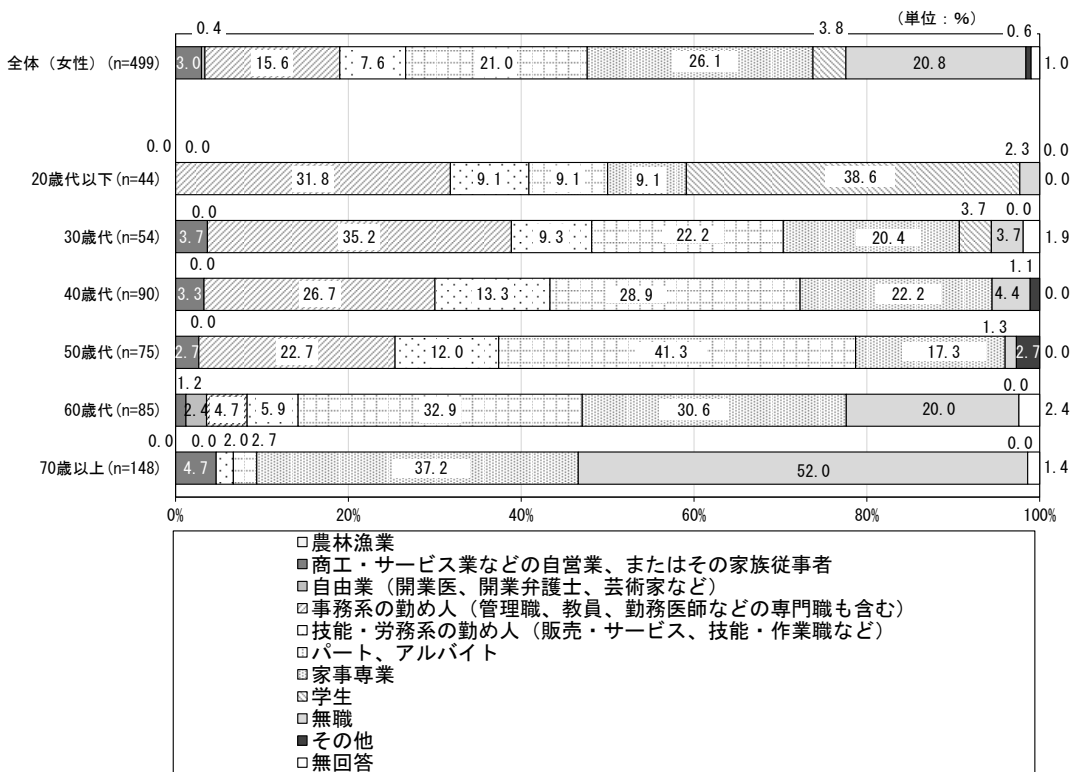 (単位：%)
0.4 3.8 0.6
全体（女性）(n=499) 3.0 15.6 7.6 21.0 26.1 20.8 1.0
0.0 0.0 2.3 0.0
20歳代以下(n=44) 31.8 9.1 9.1 9.1 38.6 0.0
0.0 3.7 0.0
30歳代(n=54) 3.7 35.2 9.3 22.2 20.4 3.7 1.9
0.0 1.1
40歳代(n=90) 3.3 26.7 13.3 28.9 22.2 4.4 0.0
0.0 1.3
50歳代(n=75) 2.7 22.7 12.0 41.3 17.3 2.7 0.0
1.2 0.0
60歳代(n=85) 2.4 4.7 5.9 32.9 30.6 20.0 2.4
0.0 0.0 2.0 2.7 0.0
70歳以上(n=148) 4.7 37.2 52.0 1.4
0% 20% 40% 60% 80% 100%
農林漁業
商工・サービス業などの自営業、またはその家族従事者
自由業（開業医、開業弁護士、芸術家など）
事務系の勤め人（管理職、教員、勤務医師などの専門職も含む）
技能・労務系の勤め人（販売・サービス、技能・作業職など）
パート、アルバイト
家事専業
学生
無職
その他
無回答